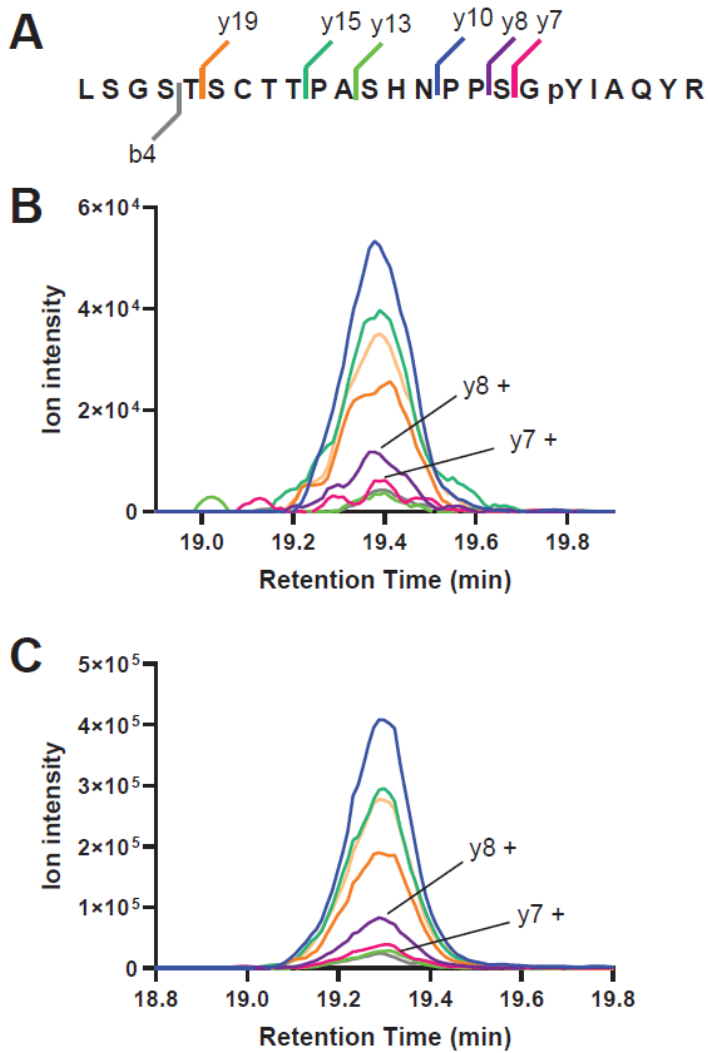 A
y19 y15 y13 y10 y8 y7
L S G S T S C T T P A S H N P P S G pY I A Q Y R
b4
B
6×10⁴
4×10⁴
2×10⁴
0
Ion intensity
y8 +
y7 +
19.0 19.2 19.4 19.6 19.8
Retention Time (min)
C
5×10⁵
4×10⁵
3×10⁵
2×10⁵
1×10⁵
0
Ion intensity
y8 +
y7 +
18.8 19.0 19.2 19.4 19.6 19.8
Retention Time (min)